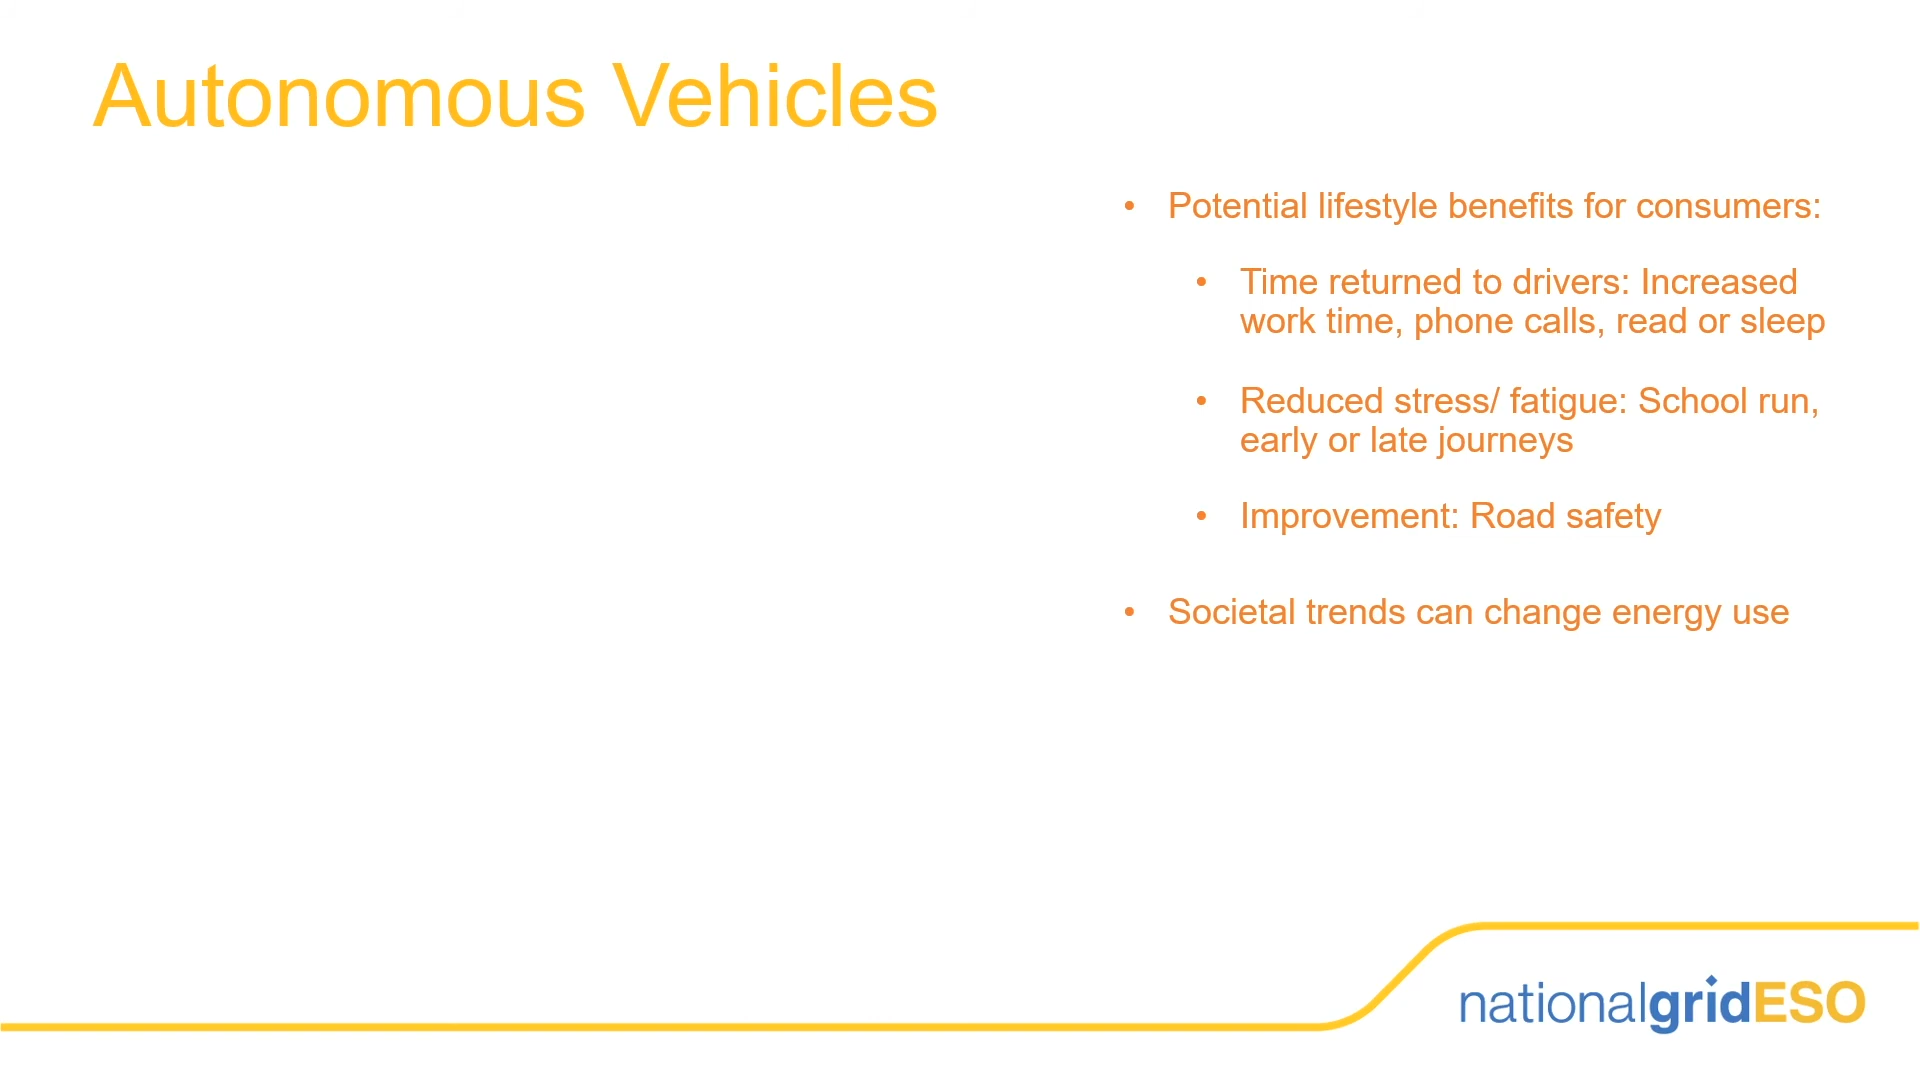 Autonomous Vehicles
• Potential lifestyle benefits for consumers:
• Time returned to drivers: Increased
work time, phone calls, read or sleep
• Reduced stress/ fatigue: School run,
early or late journeys
• Improvement: Road safety
• Societal trends can change energy use
nationalgridESO